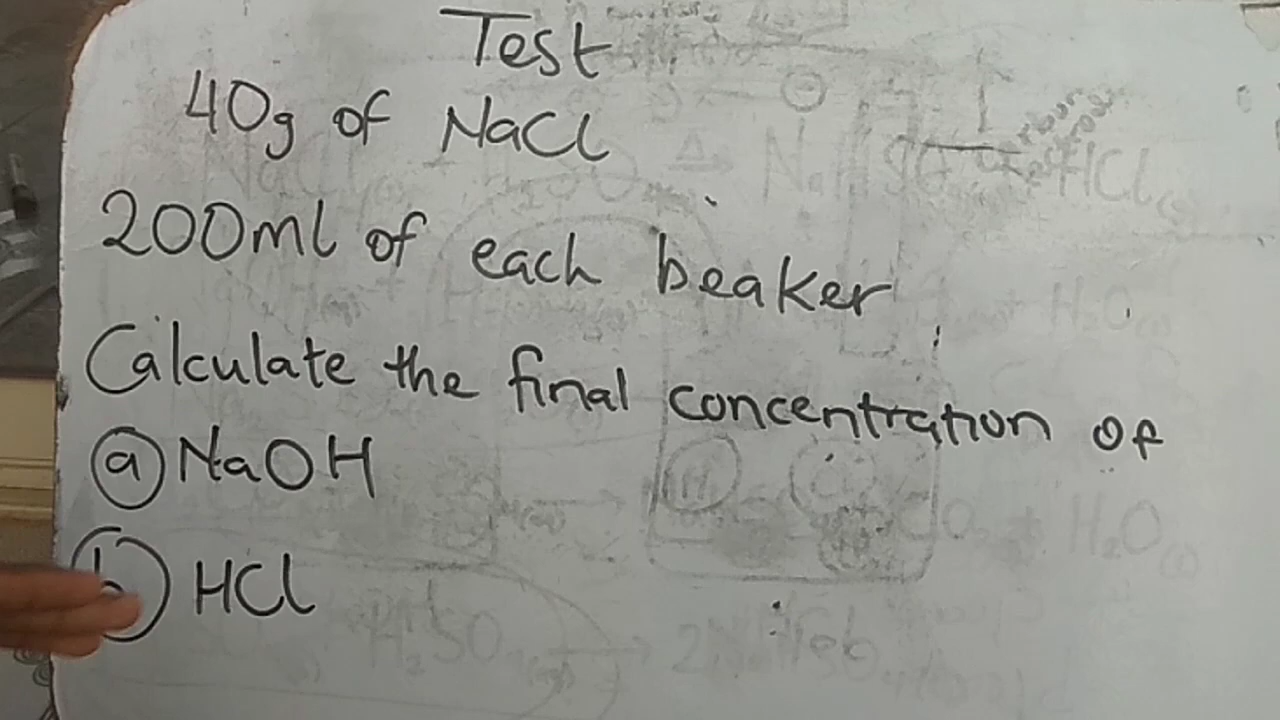 Test
40g of NaCl
200ml of each beaker
Calculate the final concentration of
ⓐ NaOH
ⓑ HCl